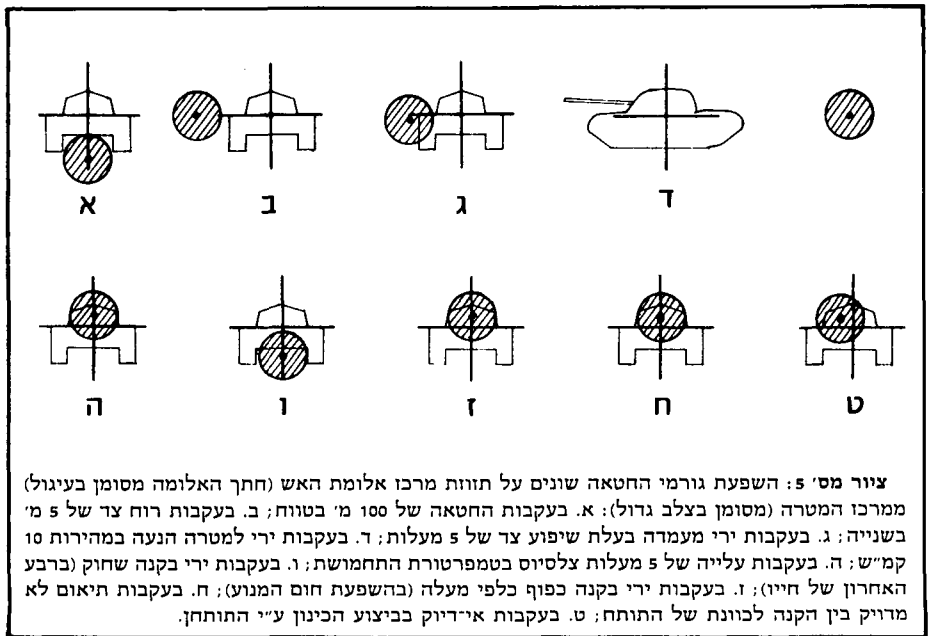 א ב ג ד
ה ו ז ח ט
ציור מס׳ 5: השפעת גורמי החטאה שונים על תזוזת מרכז אלומת האש (חתך האלומה מסומן בעיגול)
ממרכז המטרה (מסומן בצלב גדול): א. בעקבות החטאה של 100 מ׳ בטווח; ב. בעקבות רוח צד של 5 מ׳
בשנייה; ג. בעקבות ירי מעמדה בעלת שיפוע צד של 5 מעלות; ד. בעקבות ירי למטרה הנעה במהירות 10
קמ״ש; ה. בעקבות עלייה של 5 מעלות צלסיוס בטמפרטורת התחמושת; ו. בעקבות ירי בקנה שחוק (ברבע
האחרון של חייו); ז. בעקבות ירי בקנה כפוף כלפי מעלה (בהשפעת חום המנוע); ח. בעקבות תיאום לא
מדויק בין הקנה לכוונת של התותח; ט. בעקבות אי־דיוק בביצוע הכינון ע״י התותחן.